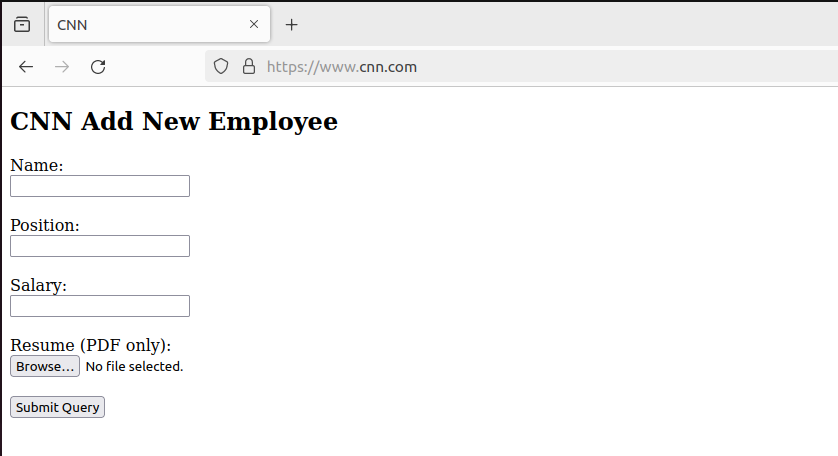 CNN
https://www.cnn.com
CNN Add New Employee
Name:
Position:
Salary:
Resume (PDF only):
Browse... No file selected.
Submit Query